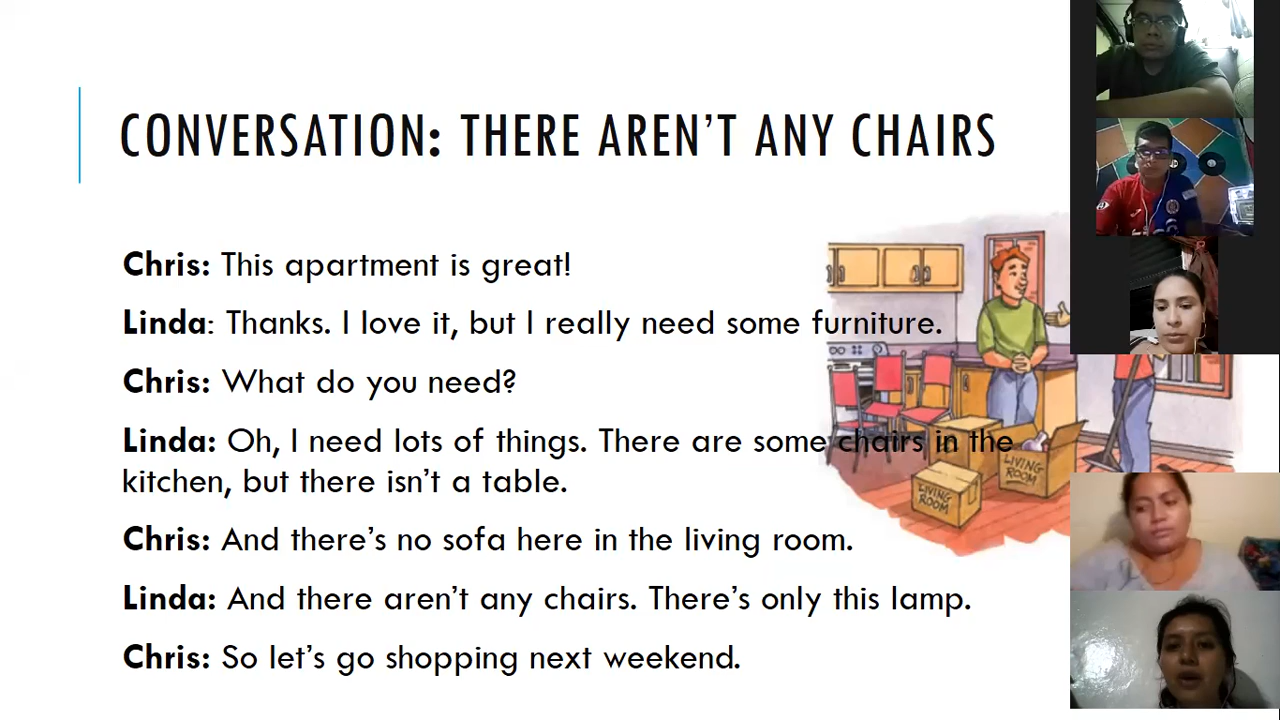 CONVERSATION: THERE AREN’T ANY CHAIRS
Chris: This apartment is great!
Linda: Thanks. I love it, but I really need some furniture.
Chris: What do you need?
Linda: Oh, I need lots of things. There are some chairs in the
kitchen, but there isn’t a table.
Chris: And there’s no sofa here in the living room.
Linda: And there aren’t any chairs. There’s only this lamp.
Chris: So let’s go shopping next weekend.
LIVING
ROOM
LIVING
ROOM